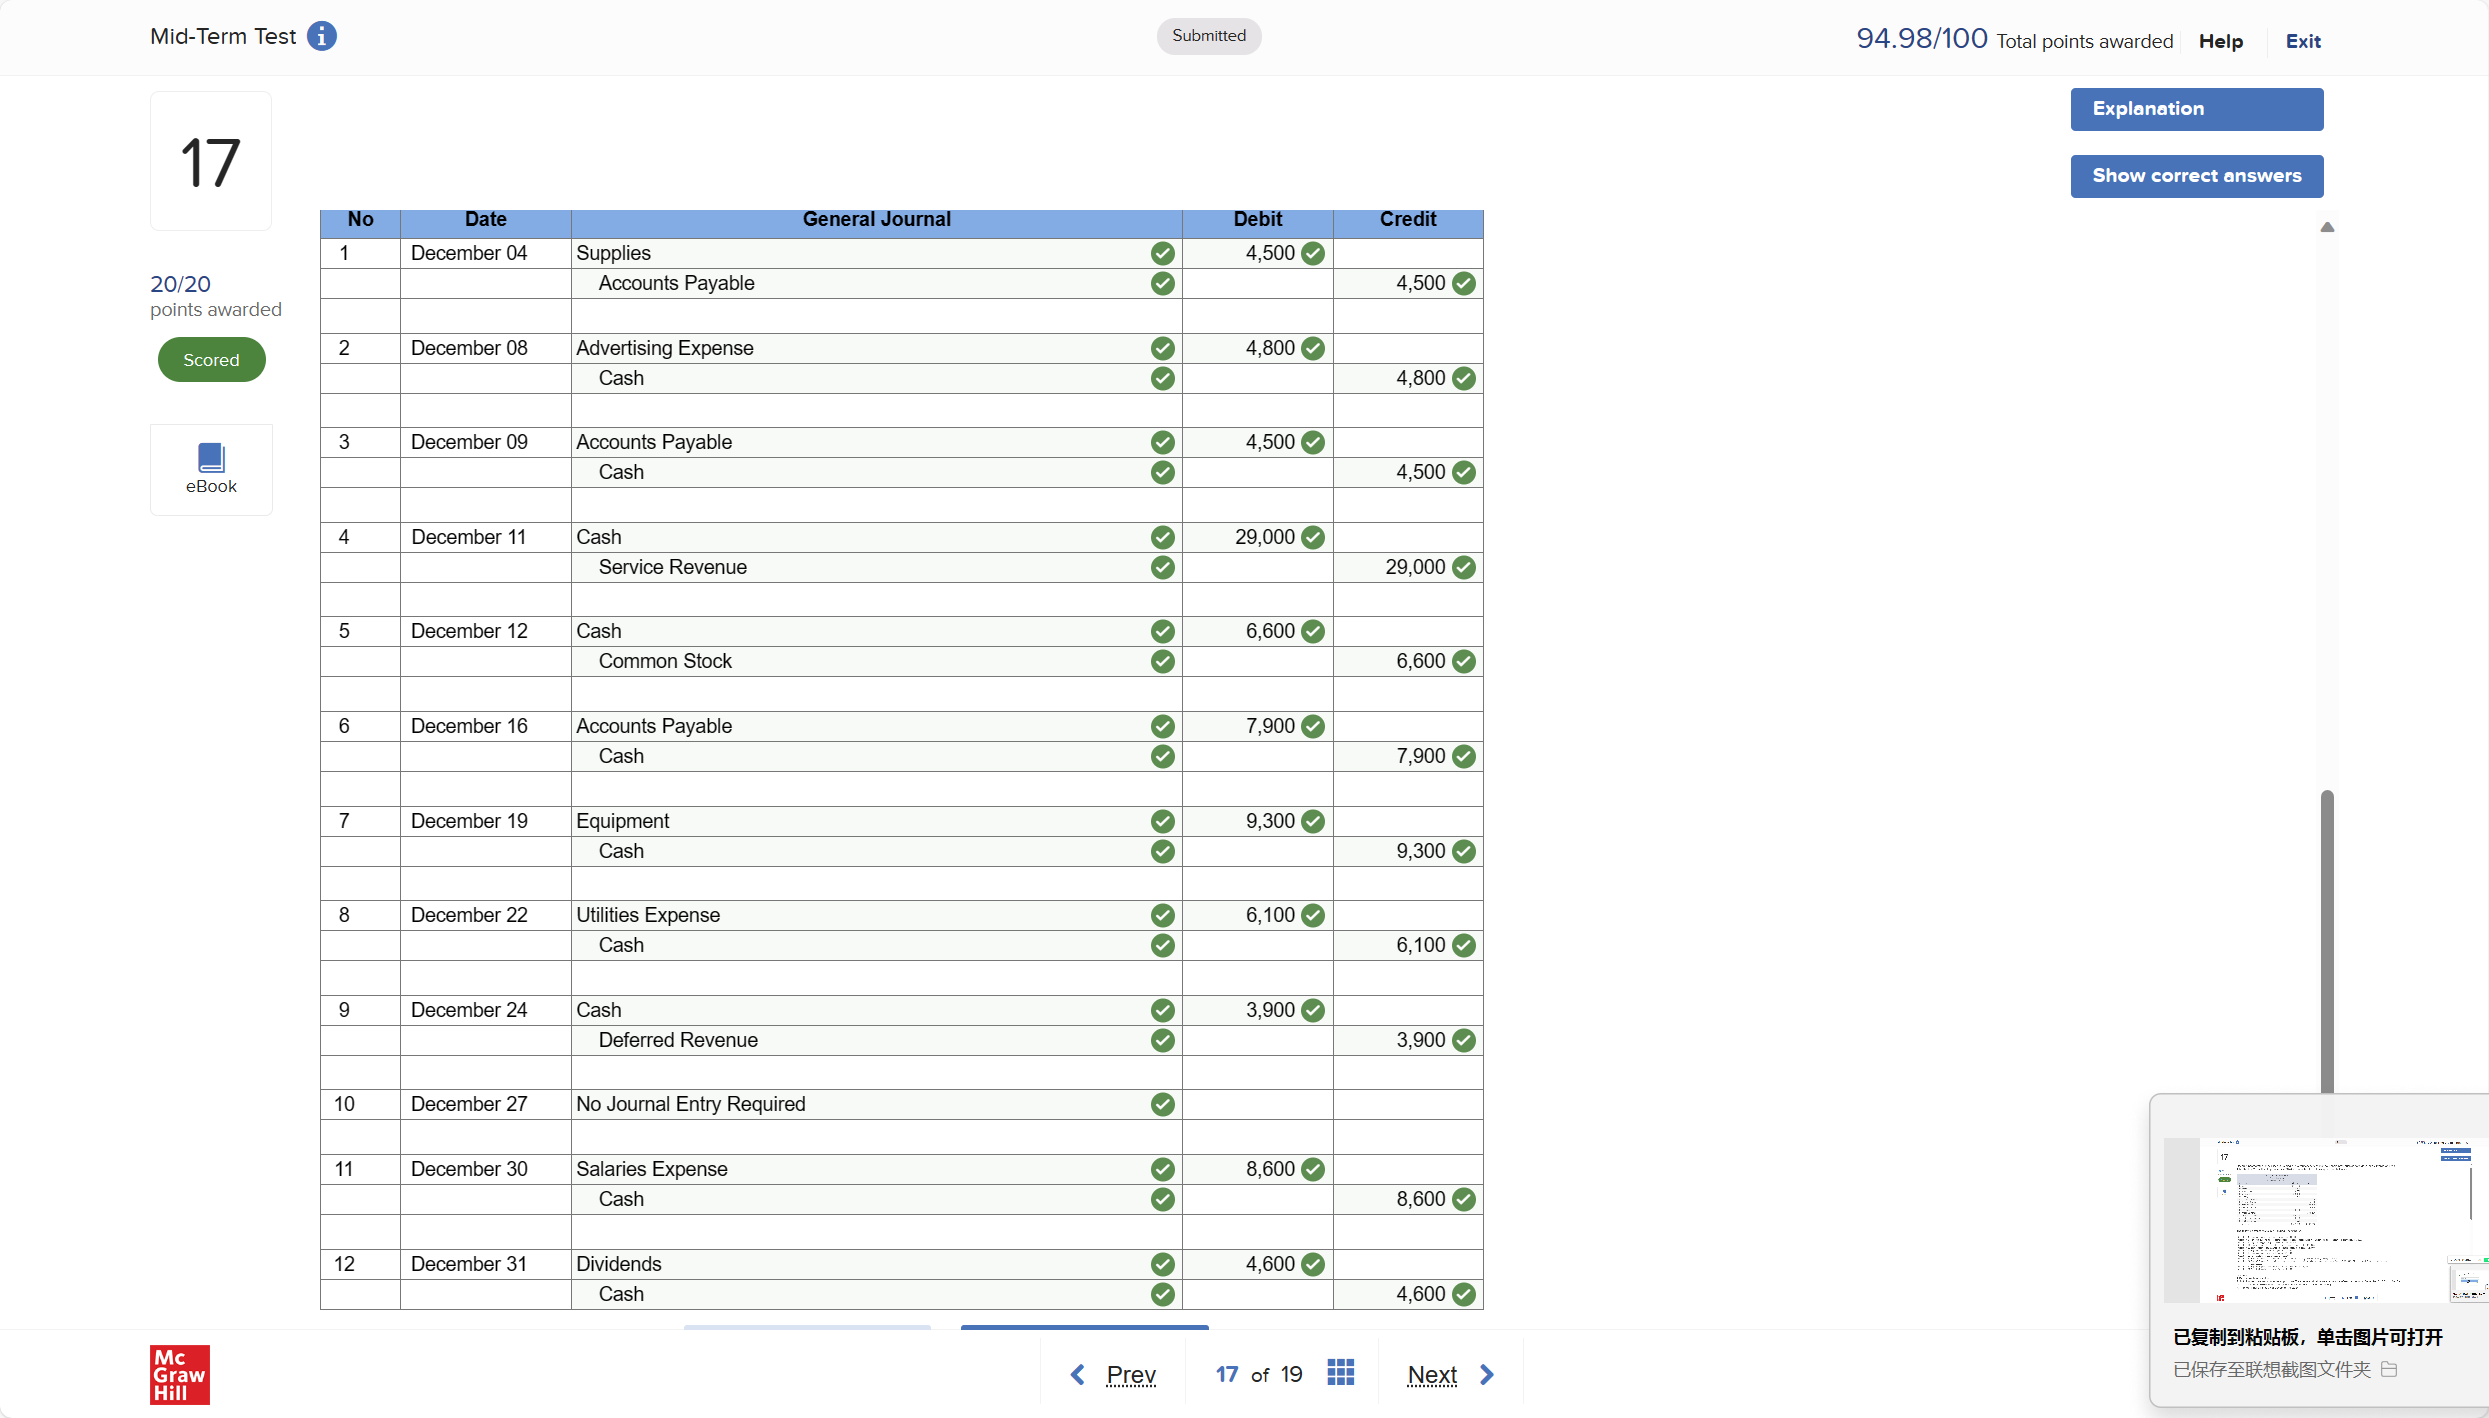 Mid-Term Test i
Submitted
94.98/100 Total points awarded Help Exit
17
20/20
points awarded
Scored
eBook
Explanation
Show correct answers
No Date General Journal Debit Credit
1 December 04 Supplies 4,500
Accounts Payable 4,500
2 December 08 Advertising Expense 4,800
Cash 4,800
3 December 09 Accounts Payable 4,500
Cash 4,500
4 December 11 Cash 29,000
Service Revenue 29,000
5 December 12 Cash 6,600
Common Stock 6,600
6 December 16 Accounts Payable 7,900
Cash 7,900
7 December 19 Equipment 9,300
Cash 9,300
8 December 22 Utilities Expense 6,100
Cash 6,100
9 December 24 Cash 3,900
Deferred Revenue 3,900
10 December 27 No Journal Entry Required
11 December 30 Salaries Expense 8,600
Cash 8,600
12 December 31 Dividends 4,600
Cash 4,600
Mc
Graw
Hill
Prev 17 of 19 Next
17
已复制到粘贴板，单击图片可打开
已保存至联想截图文件夹